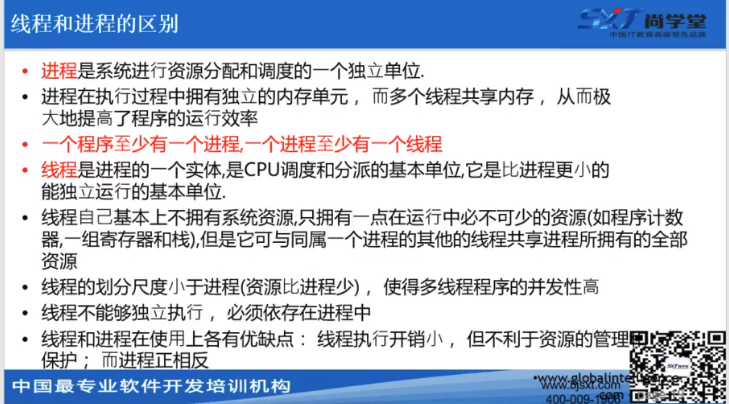 线程和进程的区别
SXT 尚学堂
中国IT教育高端领先品牌
• 进程是系统进行资源分配和调度的一个独立单位.
• 进程在执行过程中拥有独立的内存单元，而多个线程共享内存，从而极
大地提高了程序的运行效率
• 一个程序至少有一个进程,一个进程至少有一个线程
• 线程是进程的一个实体,是CPU调度和分派的基本单位,它是比进程更小的
能独立运行的基本单位.
• 线程自己基本上不拥有系统资源,只拥有一点在运行中必不可少的资源(如程序计数
器,一组寄存器和栈),但是它可与同属一个进程的其他的线程共享进程所拥有的全部
资源
• 线程的划分尺度小于进程(资源比进程少)，使得多线程程序的并发性高
• 线程不能够独立执行，必须依存在进程中
• 线程和进程在使用上各有优缺点：线程执行开销小，但不利于资源的管理
保护；而进程正相反
中国最专业软件开发培训机构
www.bjsxt.com
400-009-1906